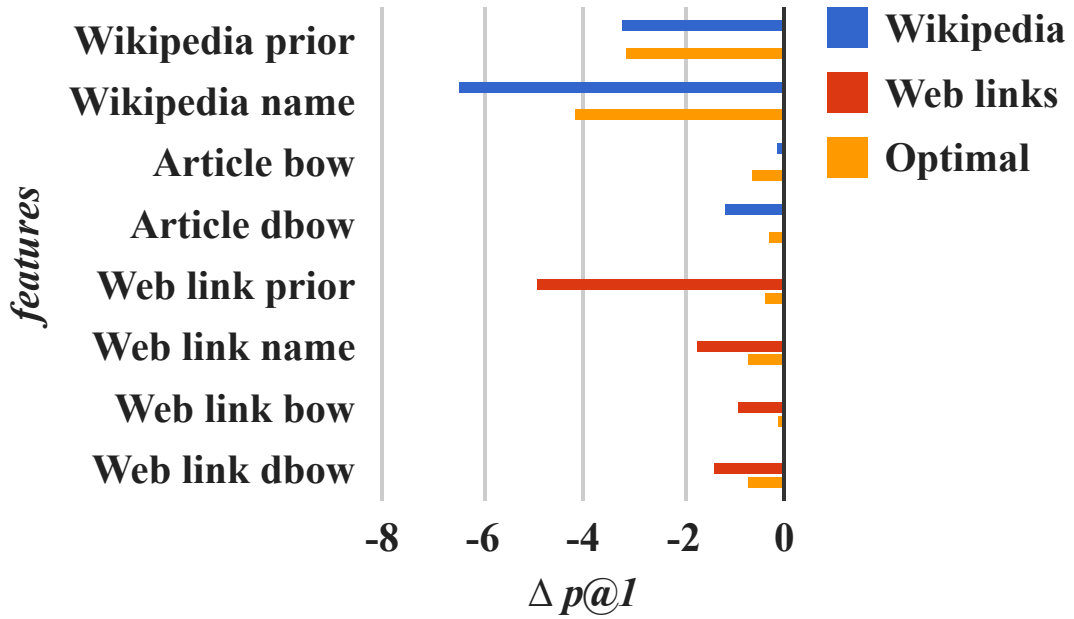 Wikipedia prior
Wikipedia name
Article bow
Article dbow
Web link prior
Web link name
Web link bow
Web link dbow
features
-8 -6 -4 -2 0
Δ p@1
Wikipedia
Web links
Optimal